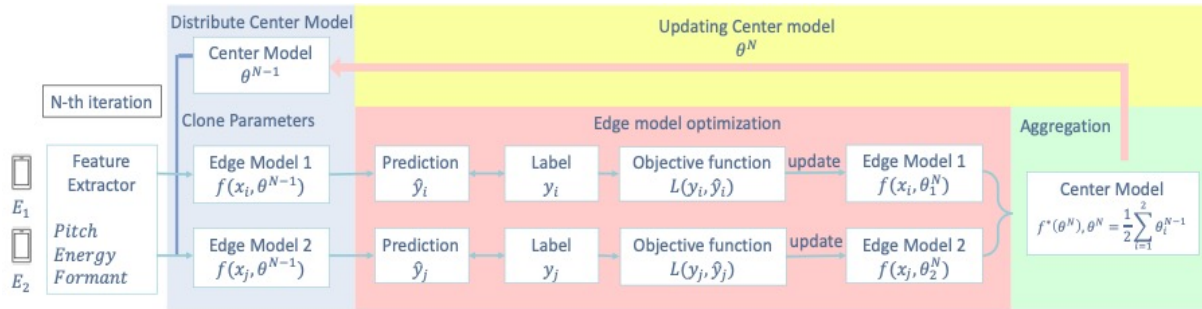 Distribute Center Model
Updating Center model
θ^N
Center Model
θ^{N−1}
N-th iteration
Clone Parameters
Edge model optimization
Aggregation
E_1
E_2
Feature
Extractor
Pitch
Energy
Formant
Edge Model 1
f(x_i, θ^{N−1})
Prediction
ŷ_i
Label
y_i
Objective function
L(y_i, ŷ_i)
update
Edge Model 1
f(x_i, θ_1^N)
Edge Model 2
f(x_j, θ^{N−1})
Prediction
ŷ_j
Label
y_j
Objective function
L(y_j, ŷ_j)
update
Edge Model 2
f(x_j, θ_2^N)
Center Model
f*(θ^N), θ^N = 1/2 ∑_{i=1}^{2} θ_i^{N−1}